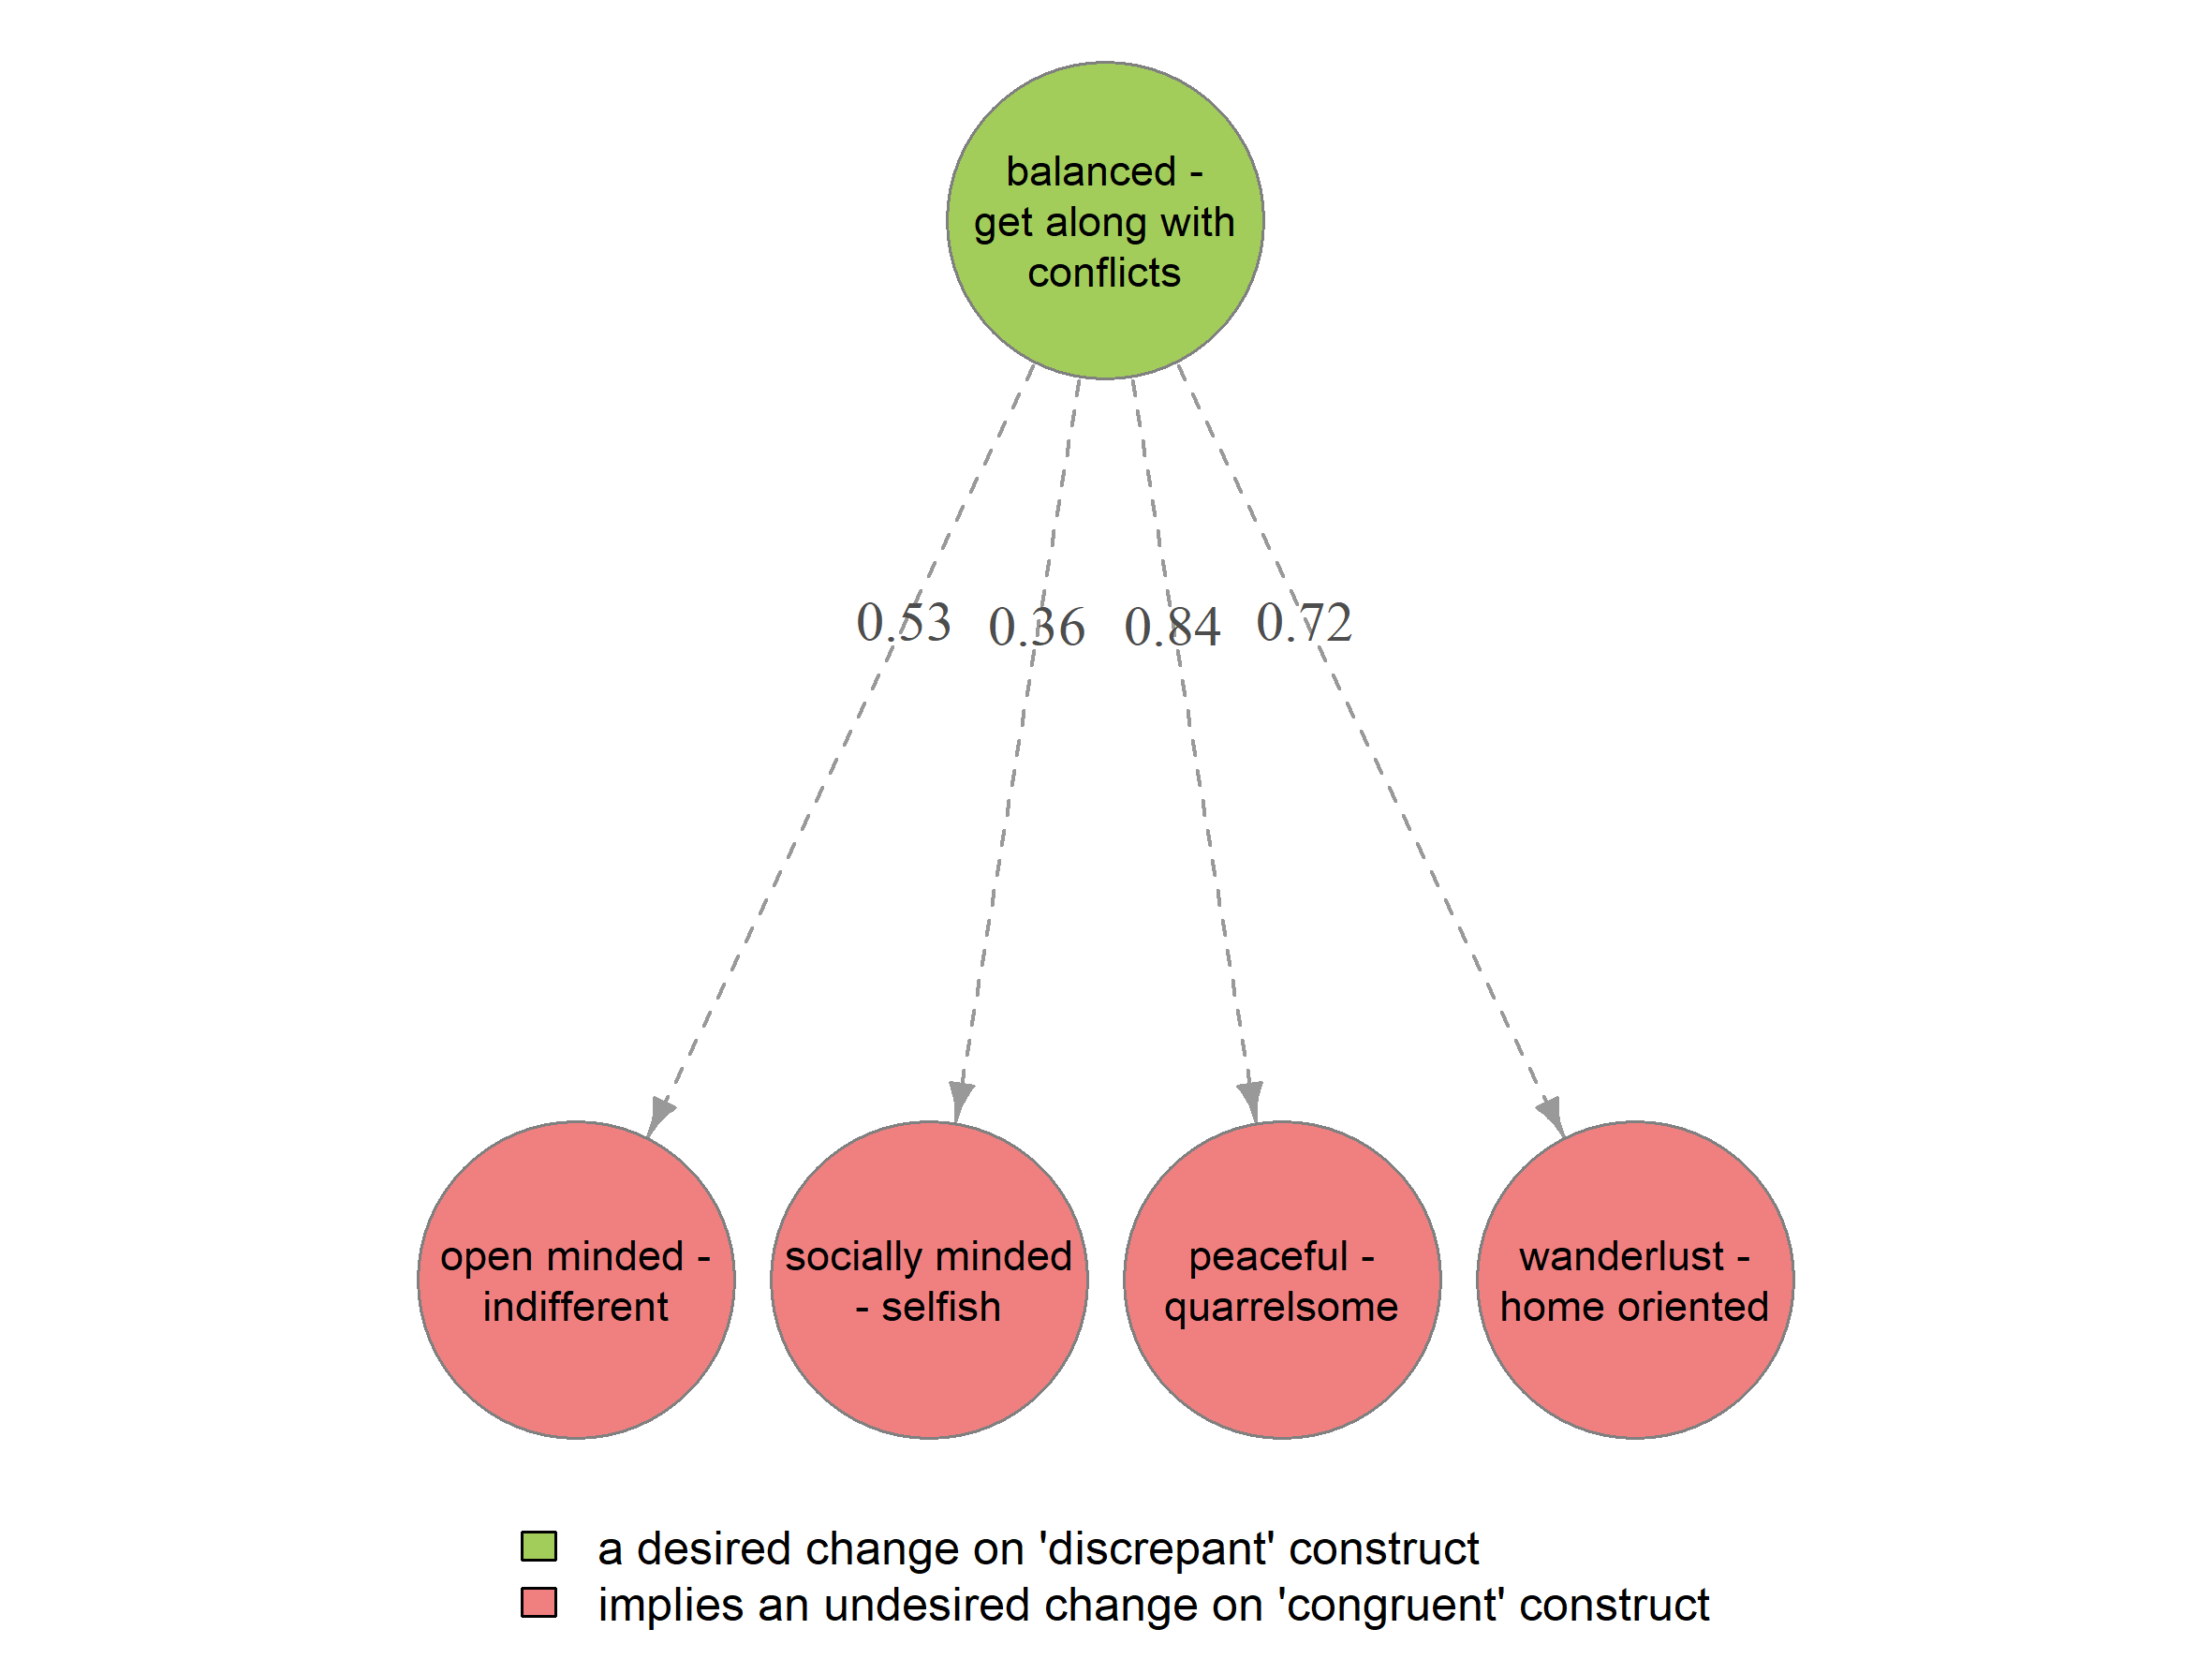 balanced -
get along with
conflicts
0.53
0.36
0.84
0.72
open minded -
indifferent
socially minded
- selfish
peaceful -
quarrelsome
wanderlust -
home oriented
a desired change on 'discrepant' construct
implies an undesired change on 'congruent' construct